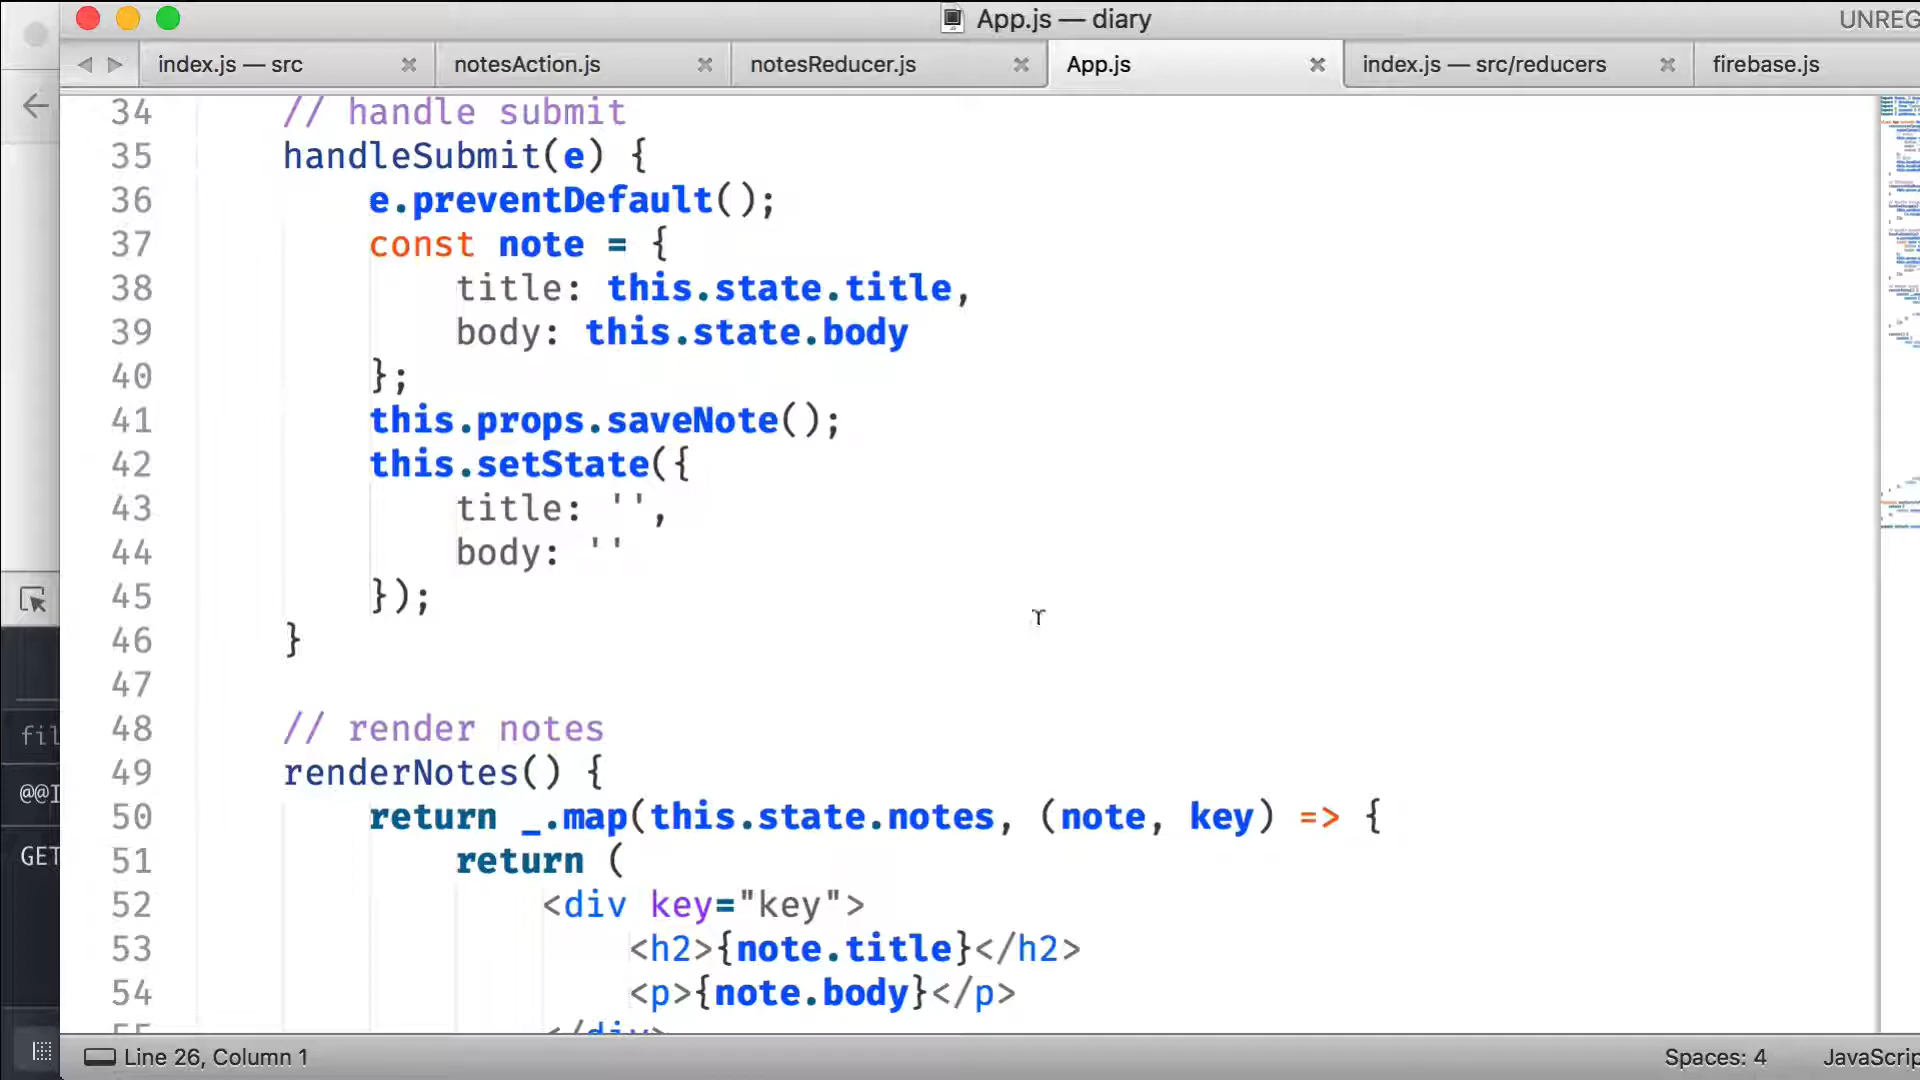 App.js — diary
UNREG
index.js — src
notesAction.js
notesReducer.js
App.js
index.js — src/reducers
firebase.js
34 // handle submit
35 handleSubmit(e) {
36 e.preventDefault();
37 const note = {
38 title: this.state.title,
39 body: this.state.body
40 };
41 this.props.saveNote();
42 this.setState({
43 title: '',
44 body: ''
45 });
46 }
47
48 // render notes
49 renderNotes() {
50 return _.map(this.state.notes, (note, key) => {
51 return (
52 <div key="key">
53 <h2>{note.title}</h2>
54 <p>{note.body}</p>
55 </div>
fil
@@I
GET
Line 26, Column 1
Spaces: 4
JavaScrip